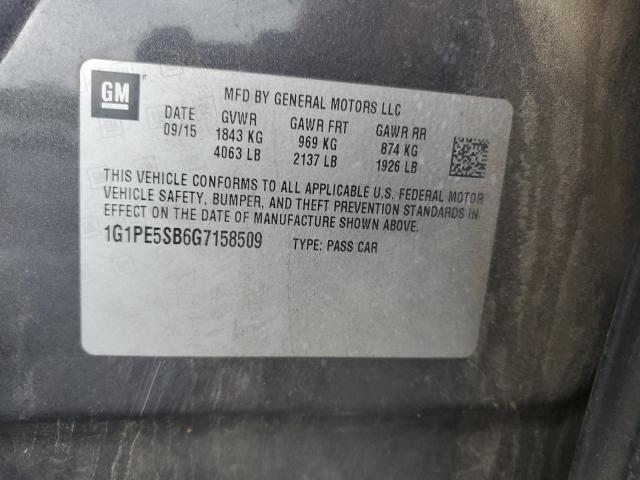 GM
MFD BY GENERAL MOTORS LLC
DATE GVWR GAWR FRT GAWR RR
09/15 1843 KG 969 KG 874 KG
4063 LB 2137 LB 1926 LB
THIS VEHICLE CONFORMS TO ALL APPLICABLE U.S. FEDERAL MOTOR
VEHICLE SAFETY, BUMPER, AND THEFT PREVENTION STANDARDS IN
EFFECT ON THE DATE OF MANUFACTURE SHOWN ABOVE.
1G1PE5SB6G7158509 TYPE: PASS CAR